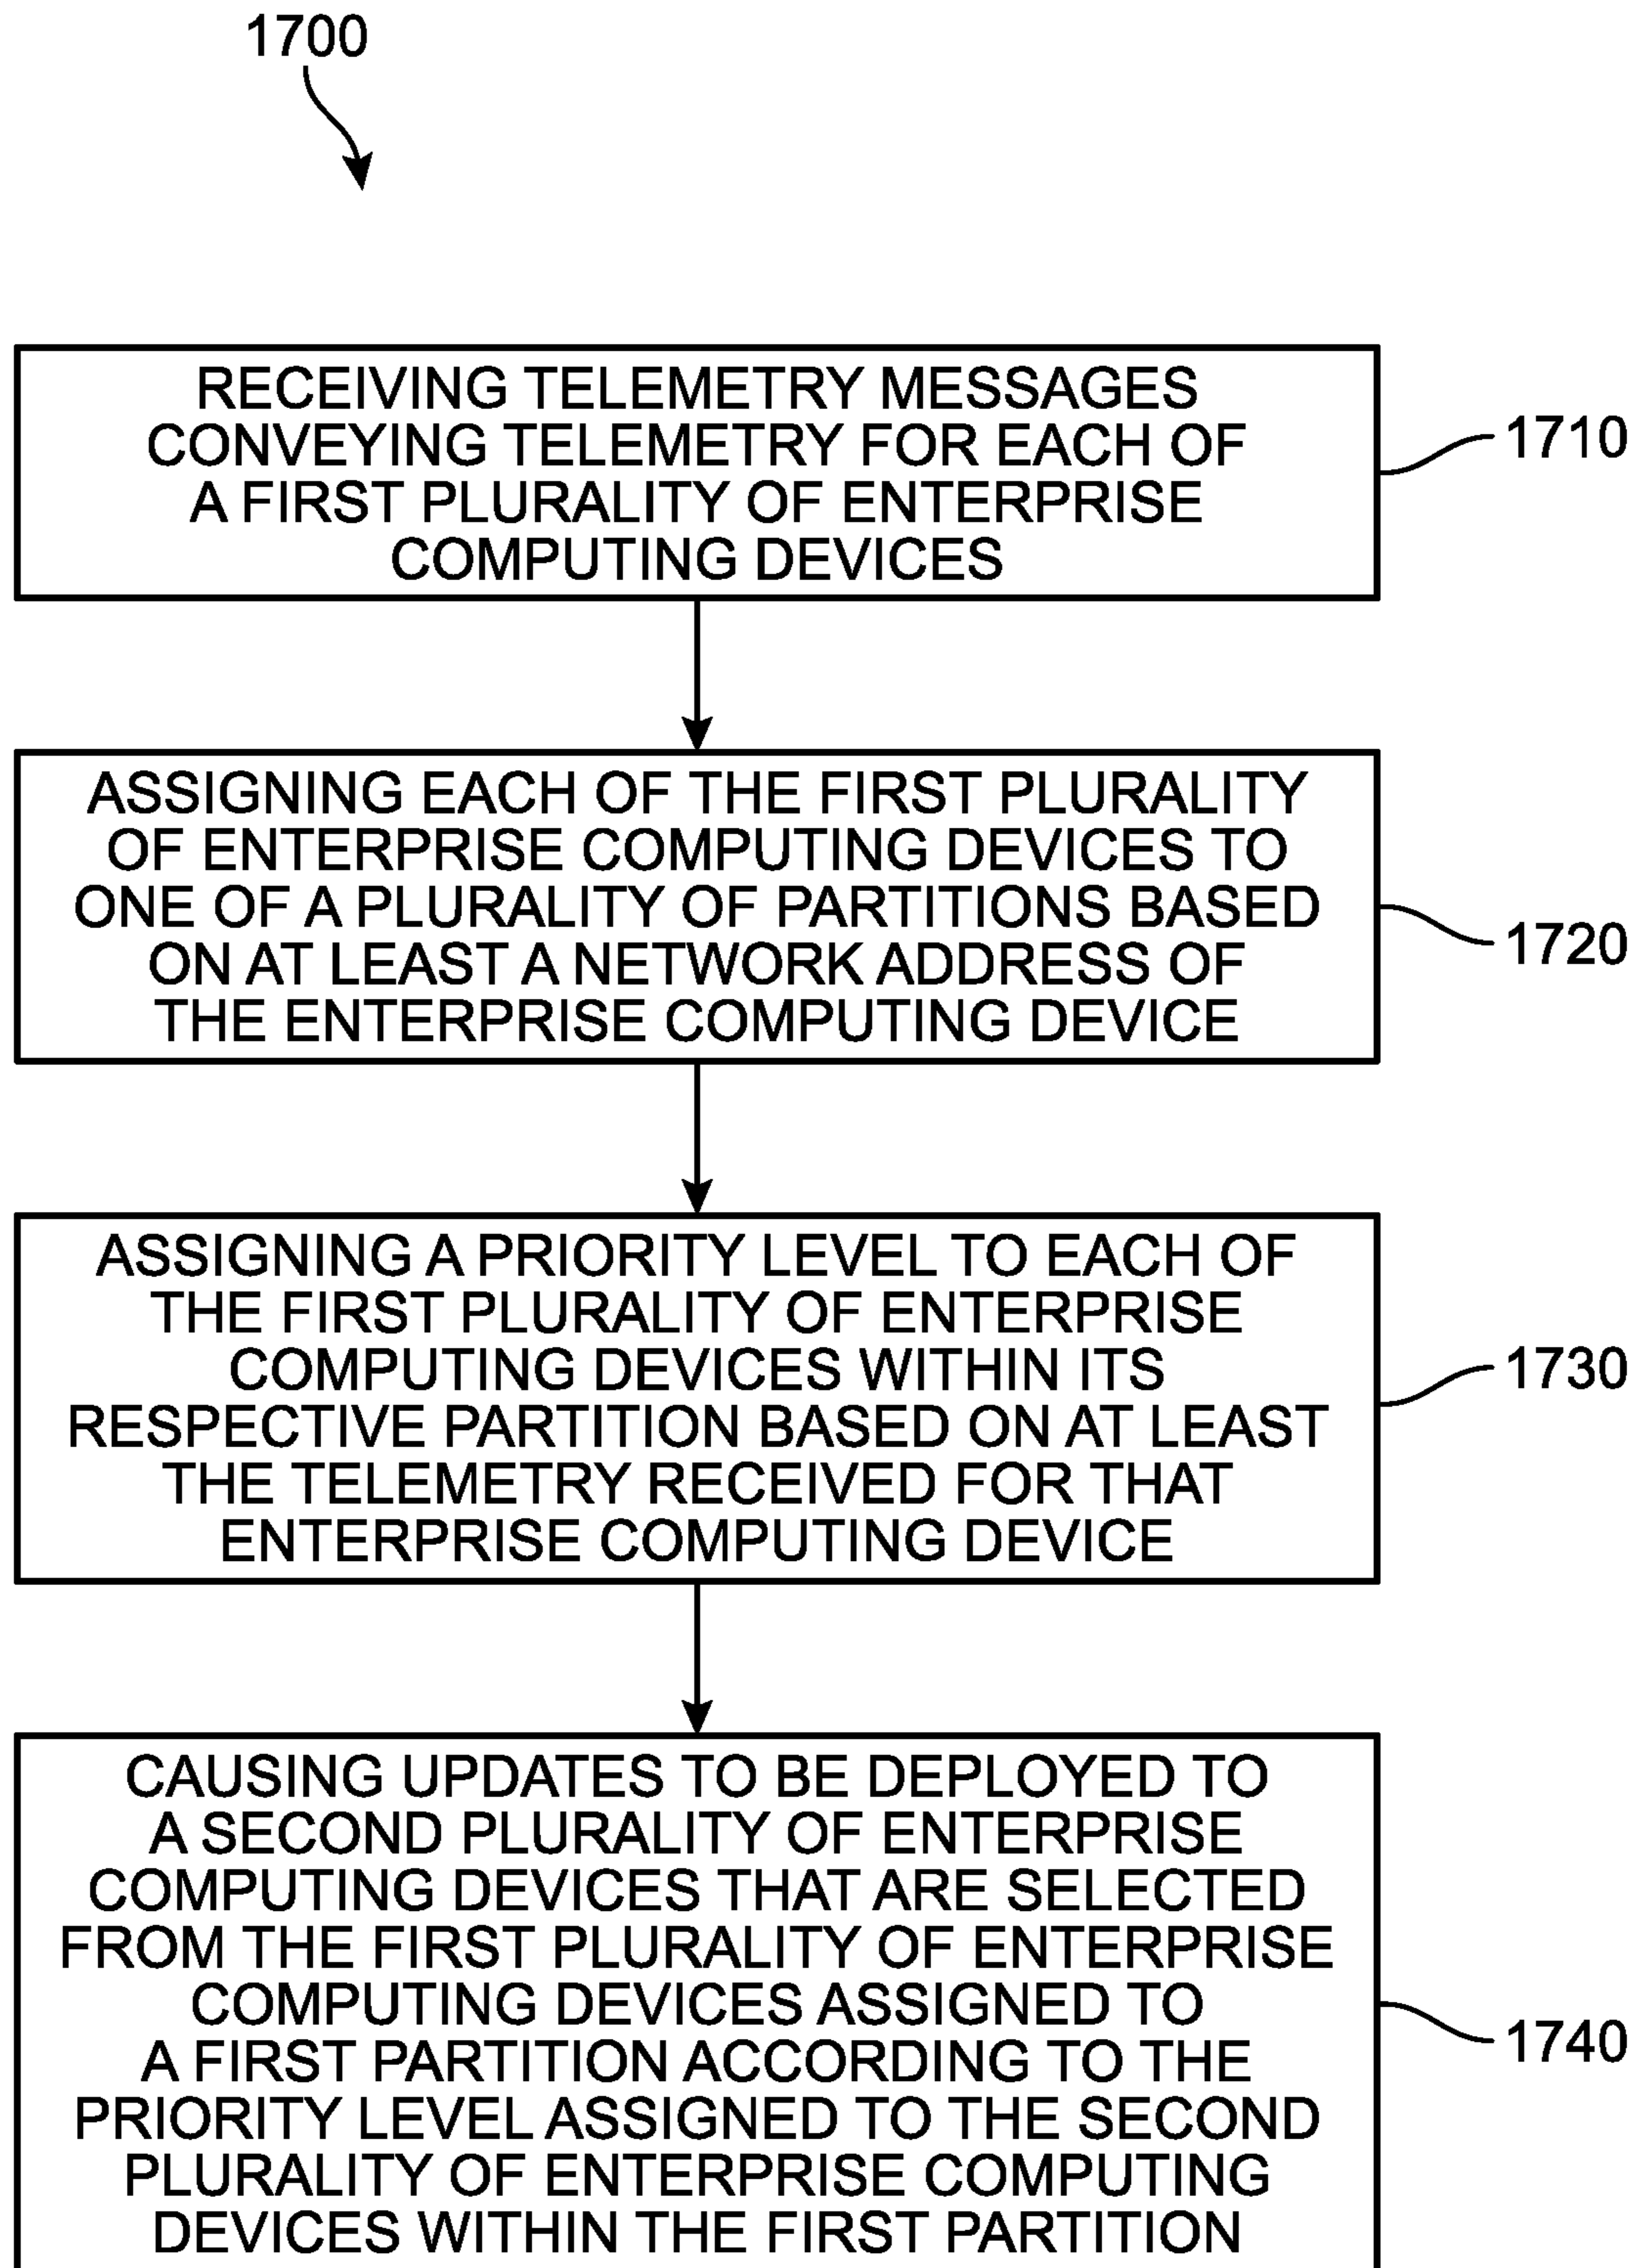 1700
RECEIVING TELEMETRY MESSAGES
CONVEYING TELEMETRY FOR EACH OF
A FIRST PLURALITY OF ENTERPRISE
COMPUTING DEVICES
1710
ASSIGNING EACH OF THE FIRST PLURALITY
OF ENTERPRISE COMPUTING DEVICES TO
ONE OF A PLURALITY OF PARTITIONS BASED
ON AT LEAST A NETWORK ADDRESS OF
THE ENTERPRISE COMPUTING DEVICE
1720
ASSIGNING A PRIORITY LEVEL TO EACH OF
THE FIRST PLURALITY OF ENTERPRISE
COMPUTING DEVICES WITHIN ITS
RESPECTIVE PARTITION BASED ON AT LEAST
THE TELEMETRY RECEIVED FOR THAT
ENTERPRISE COMPUTING DEVICE
1730
CAUSING UPDATES TO BE DEPLOYED TO
A SECOND PLURALITY OF ENTERPRISE
COMPUTING DEVICES THAT ARE SELECTED
FROM THE FIRST PLURALITY OF ENTERPRISE
COMPUTING DEVICES ASSIGNED TO
A FIRST PARTITION ACCORDING TO THE
PRIORITY LEVEL ASSIGNED TO THE SECOND
PLURALITY OF ENTERPRISE COMPUTING
DEVICES WITHIN THE FIRST PARTITION
1740